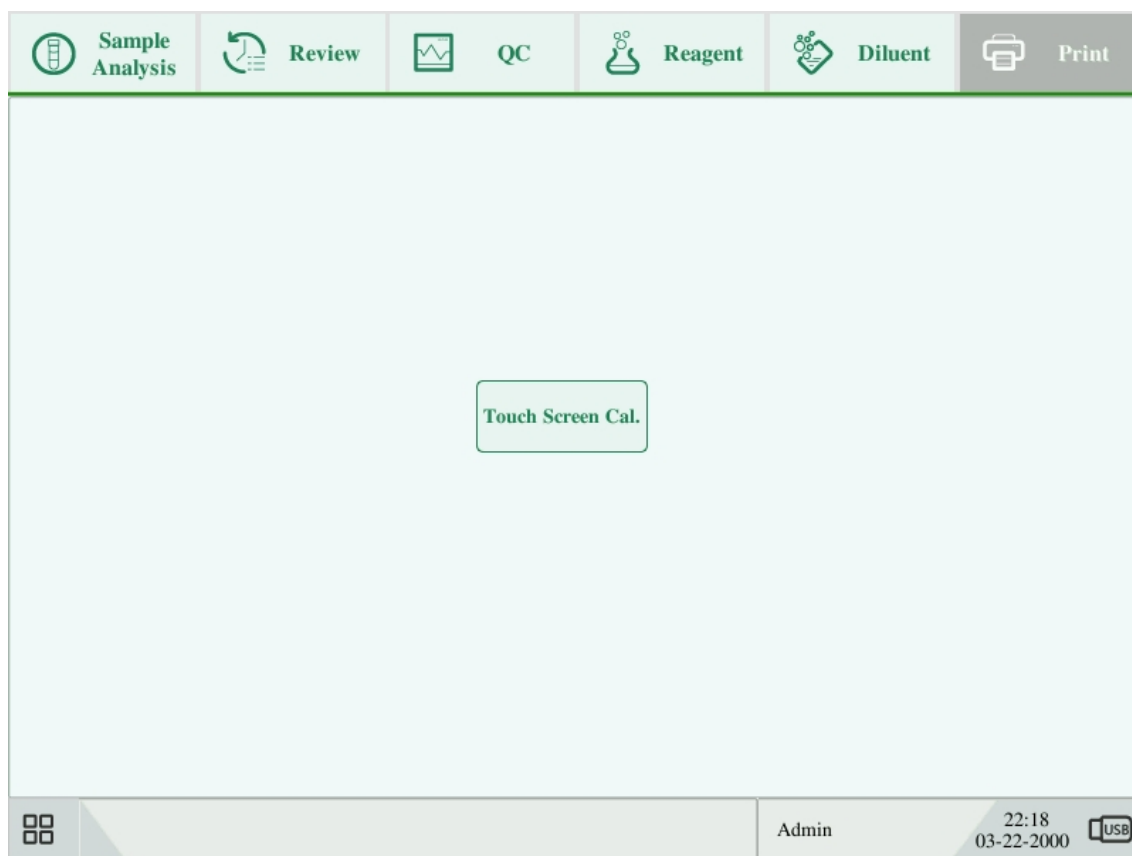 Sample
Analysis
Review
QC
Reagent
Diluent
Print
Touch Screen Cal.
Admin
22:18
03-22-2000
USB